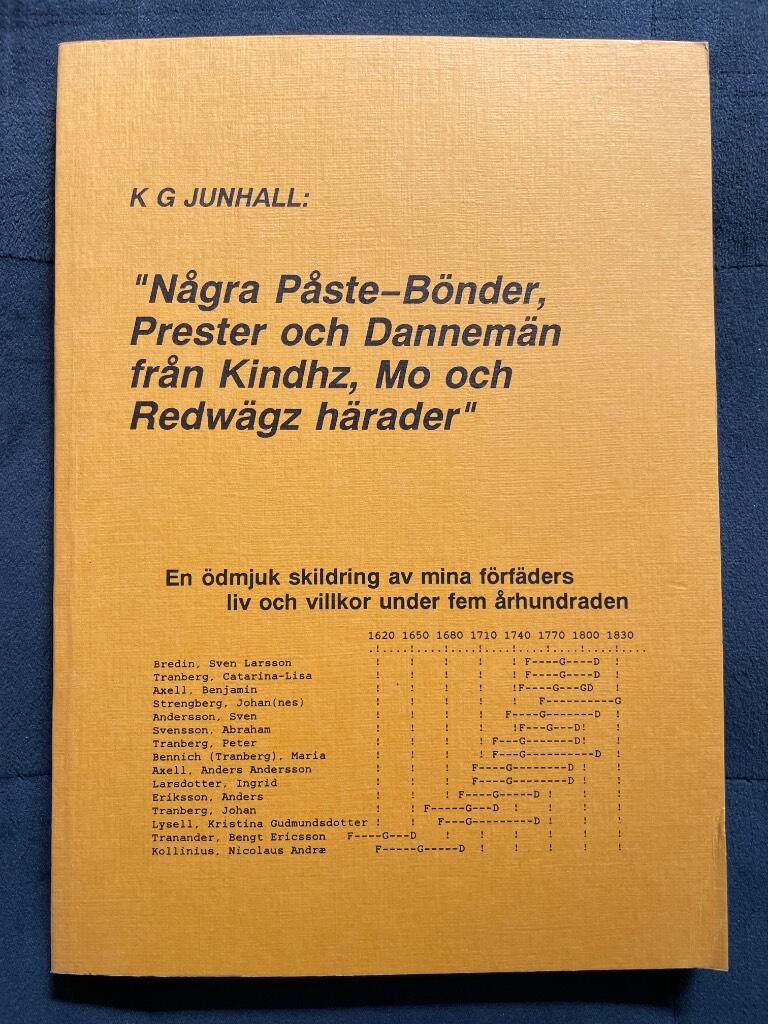 K G JUNHALL:
"Några Påste-Bönder,
Prester och Dannemän
från Kindhz, Mo och
Redwägz härader"
En ödmjuk skildring av mina förfäders
liv och villkor under fem århundraden
1620 1650 1680 1710 1740 1770 1800 1830
.!....!....!....!....!....!....!....!....
Bredin, Sven Larsson ! ! ! ! ! F----G----D !
Tranberg, Catarina-Lisa ! ! ! ! ! F----G----D !
Axell, Benjamin ! ! ! ! !F----G---GD !
Strengberg, Johan(nes) ! ! ! ! ! F----------G
Andersson, Sven ! ! ! ! F----G-------D !
Svensson, Abraham ! ! ! ! !F---G---D! !
Tranberg, Peter ! ! ! ! F---G-------D! !
Bennich (Tranberg), Maria ! ! ! ! F---G----------D !
Axell, Anders Andersson ! ! ! F----G--------D ! !
Larsdotter, Ingrid ! ! ! F----G--------D ! !
Eriksson, Anders ! ! ! F----G-----D ! ! !
Tranberg, Johan ! ! F-----G---D ! ! ! !
Lysell, Kristina Gudmundsdotter ! ! F---G---------D ! ! !
Tranander, Bengt Ericsson F----G---D ! ! ! ! ! !
Kollinius, Nicolaus Andræ F-----G-----D ! ! ! ! !